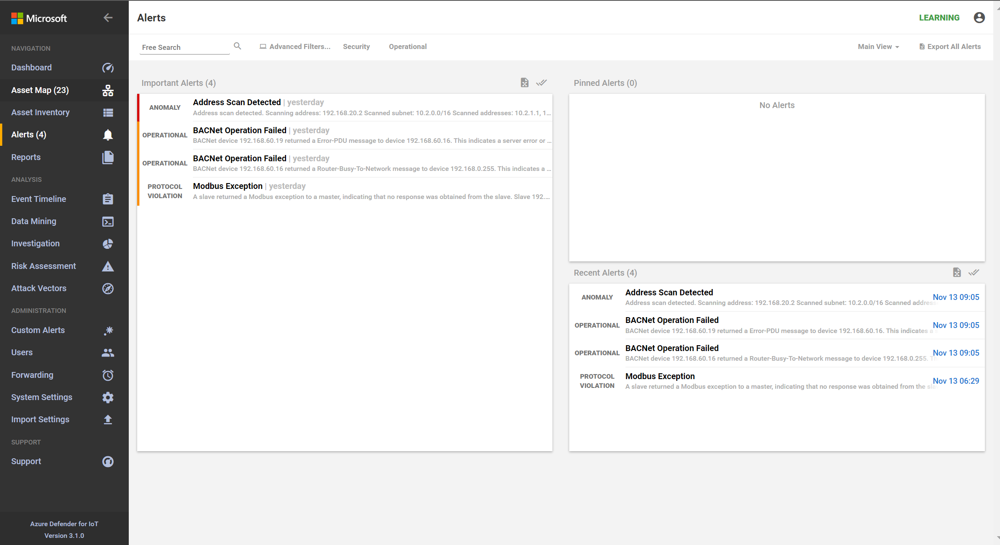 Microsoft
NAVIGATION
Dashboard
Asset Map (23)
Asset Inventory
Alerts (4)
Reports
ANALYSIS
Event Timeline
Data Mining
Investigation
Risk Assessment
Attack Vectors
ADMINISTRATION
Custom Alerts
Users
Forwarding
System Settings
Import Settings
SUPPORT
Support
Azure Defender for IoT
Version 3.1.0
Alerts
LEARNING
Free Search
Advanced Filters...
Security
Operational
Main View
Export All Alerts
Important Alerts (4)
ANOMALY
Address Scan Detected | yesterday
Address scan detected. Scanning address: 192.168.20.2 Scanned subnet: 10.2.0.0/16 Scanned addresses: 10.2.1.1, 1...
OPERATIONAL
BACNet Operation Failed | yesterday
BACNet device 192.168.60.19 returned a Error-PDU message to device 192.168.60.16. This indicates a server error or ...
OPERATIONAL
BACNet Operation Failed | yesterday
BACNet device 192.168.60.16 returned a Router-Busy-To-Network message to device 192.168.0.255. This indicates a ...
PROTOCOL
VIOLATION
Modbus Exception | yesterday
A slave returned a Modbus exception to a master, indicating that no response was obtained from the slave. Slave 192....
Pinned Alerts (0)
No Alerts
Recent Alerts (4)
ANOMALY
Address Scan Detected
Address scan detected. Scanning address: 192.168.20.2 Scanned subnet: 10.2.0.0/16 Scanned address
Nov 13 09:05
OPERATIONAL
BACNet Operation Failed
BACNet device 192.168.60.19 returned a Error-PDU message to device 192.168.60.16. This indicates a s
Nov 13 09:05
OPERATIONAL
BACNet Operation Failed
BACNet device 192.168.60.16 returned a Router-Busy-To-Network message to device 192.168.0.255. Th
Nov 13 09:05
PROTOCOL
VIOLATION
Modbus Exception
A slave returned a Modbus exception to a master, indicating that no response was obtained from the sla
Nov 13 06:29